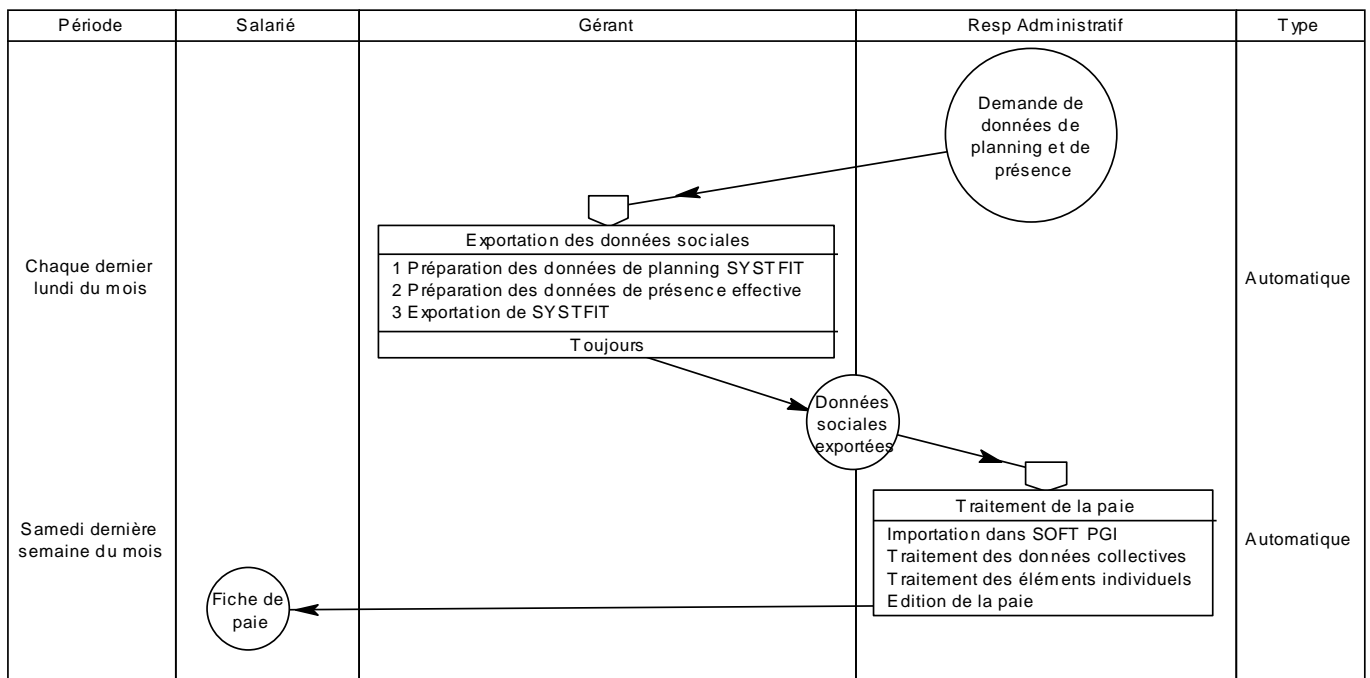 Période
Salarié
Gérant
Resp Administratif
Type
Demande de
données de
planning et de
présence
Exportation des données sociales
1 Préparation des données de planning SYSTFIT
2 Préparation des données de présence effective
3 Exportation de SYSTFIT
Toujours
Chaque dernier
lundi du mois
Automatique
Données
sociales
exportées
Traitement de la paie
Importation dans SOFT PGI
Traitement des données collectives
Traitement des éléments individuels
Edition de la paie
Samedi dernière
semaine du mois
Automatique
Fiche de
paie